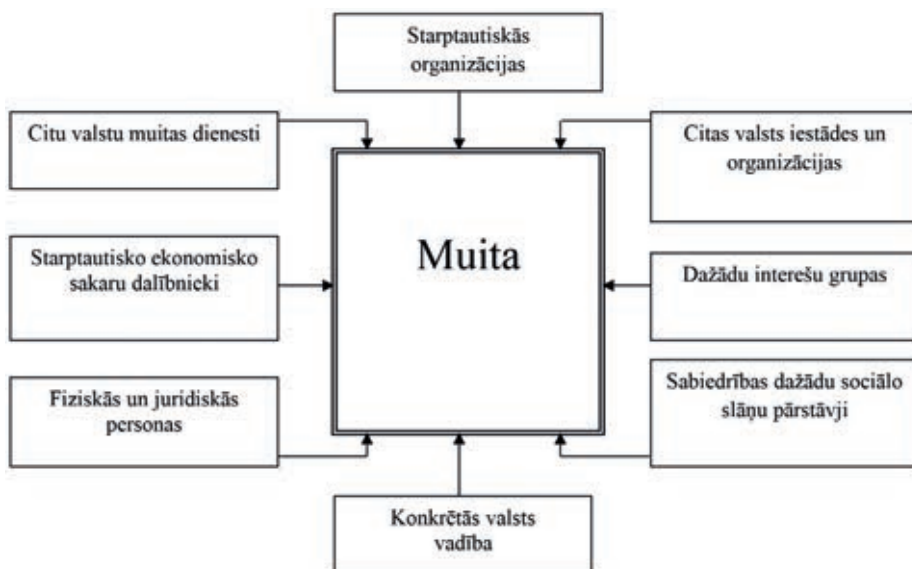 Starptautiskās
organizācijas
Citu valstu muitas dienesti
Citas valsts iestādes un
organizācijas
Muita
Starptautisko ekonomisko
sakaru dalībnicki
Dažādu interešu grupas
Fiziskās un juridiskās
personas
Sabiedrības dažādu sociālo
slāņu pārstāvji
Konkrētās valsts
vadība